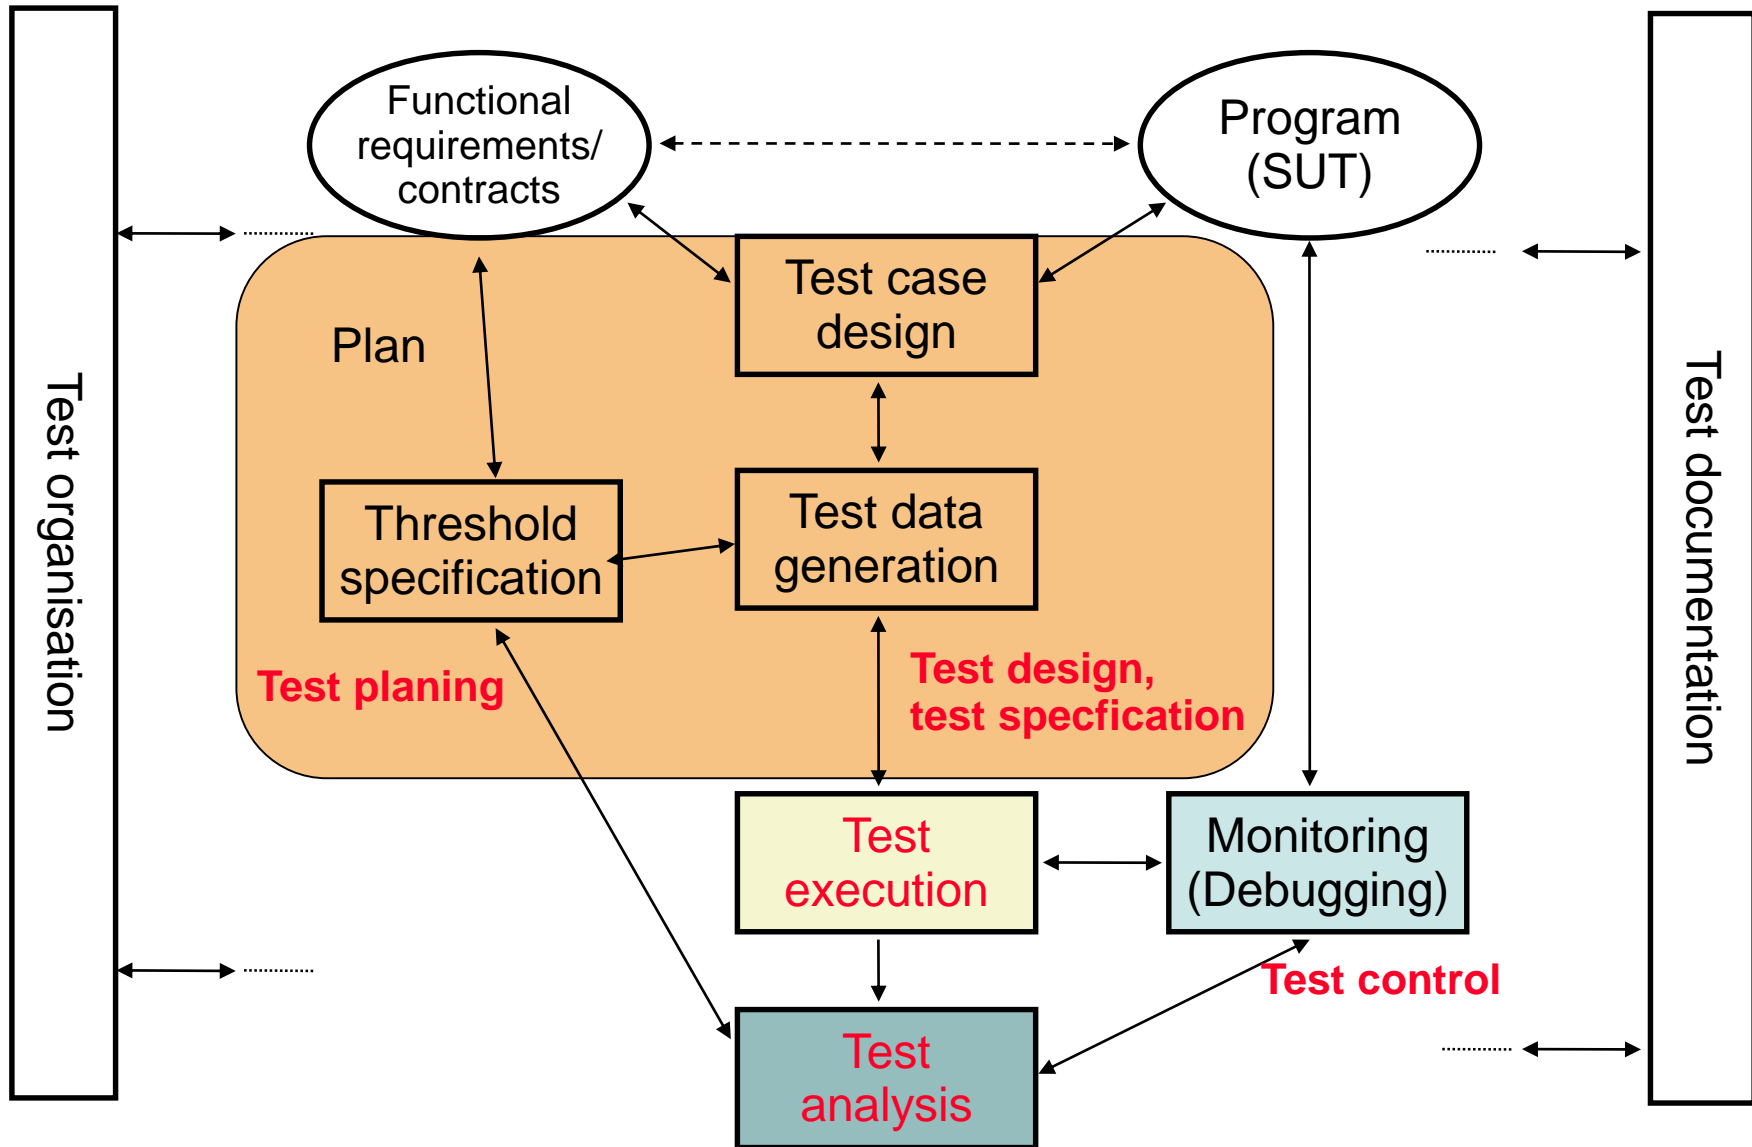 Functional
requirements/
contracts
Program
(SUT)
Test case
design
Plan
Test organisation
Test documentation
Threshold
specification
Test data
generation
Test planing
Test design,
test specfication
Test
execution
Monitoring
(Debugging)
Test control
Test
analysis